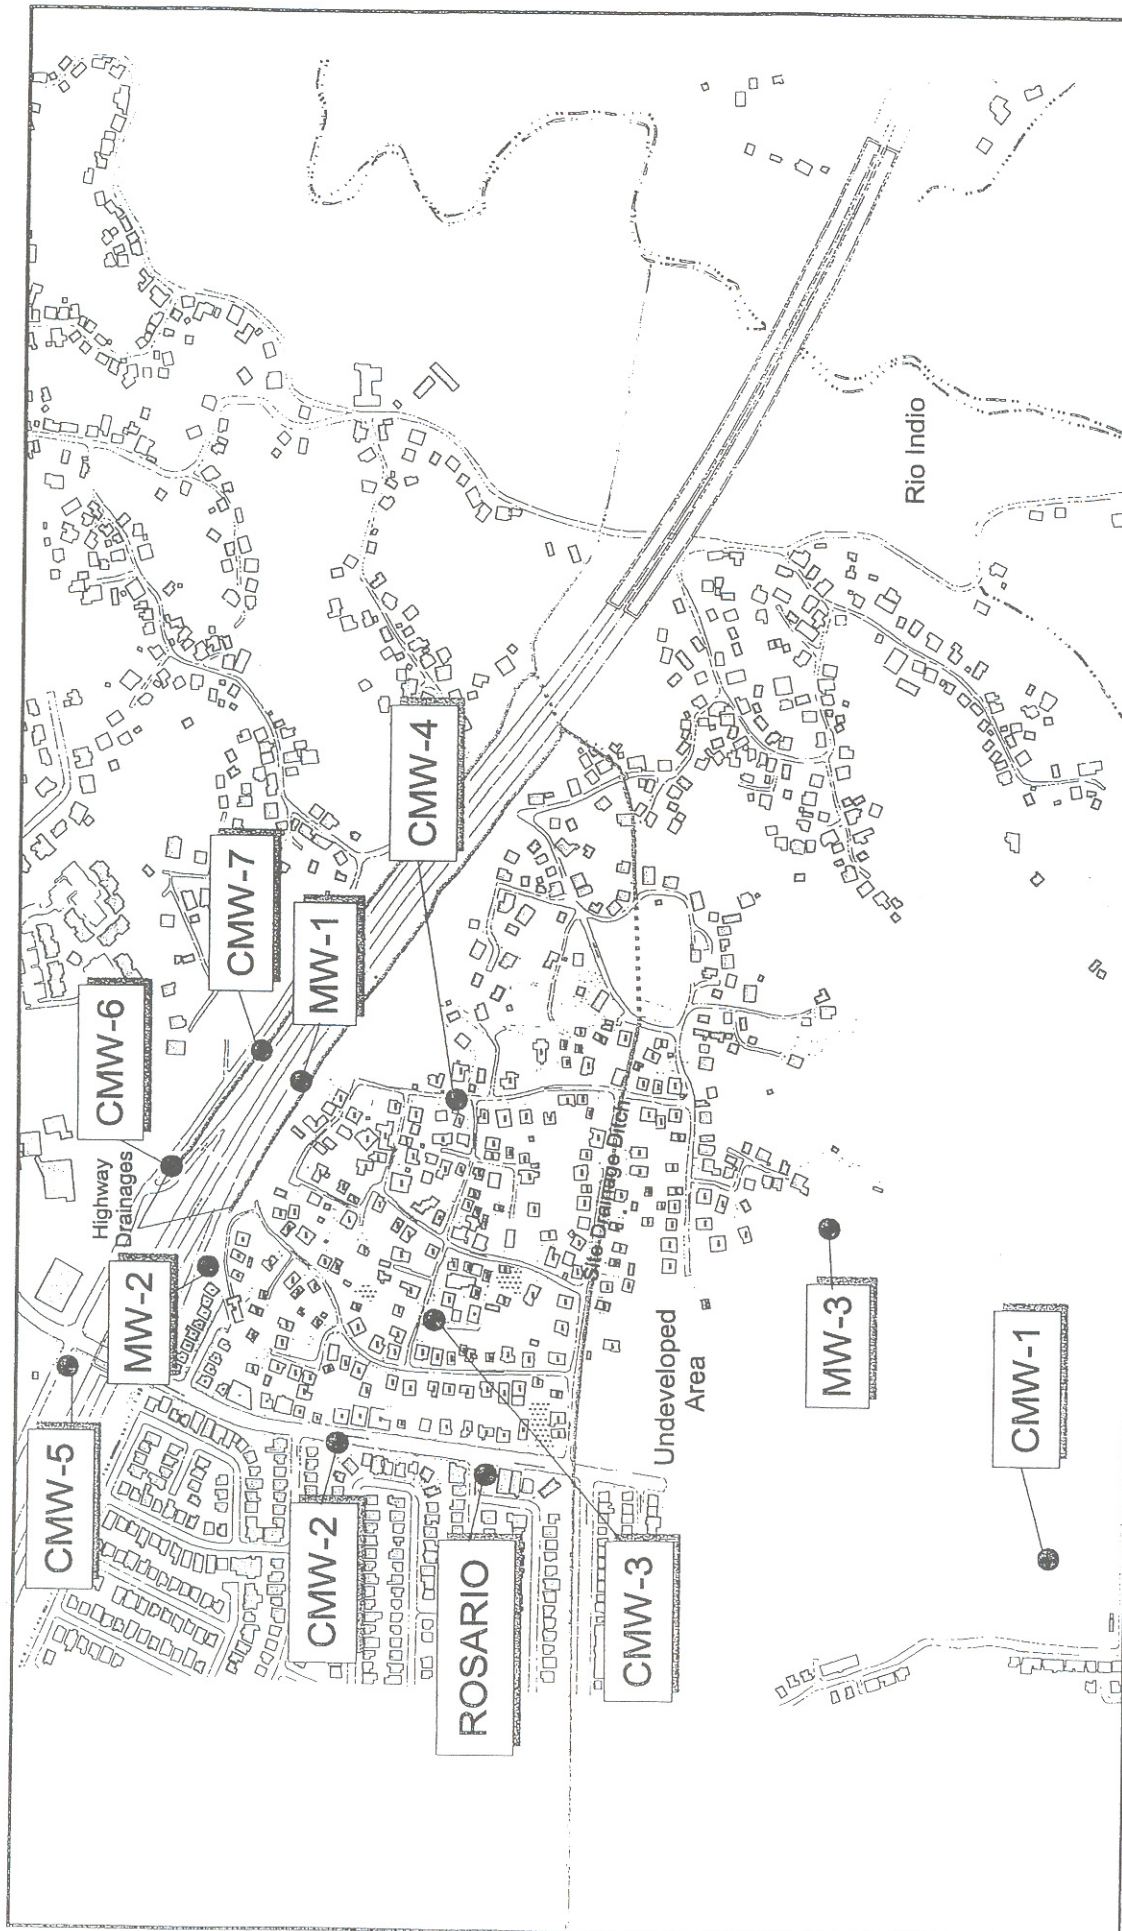 CMW-5
MW-2
Highway
Drainages
CMW-6
CMW-7
MW-1
CMW-4
CMW-2
ROSARIO
CMW-3
Site Drainage Ditch
Undeveloped
Area
MW-3
CMW-1
Rio Indio